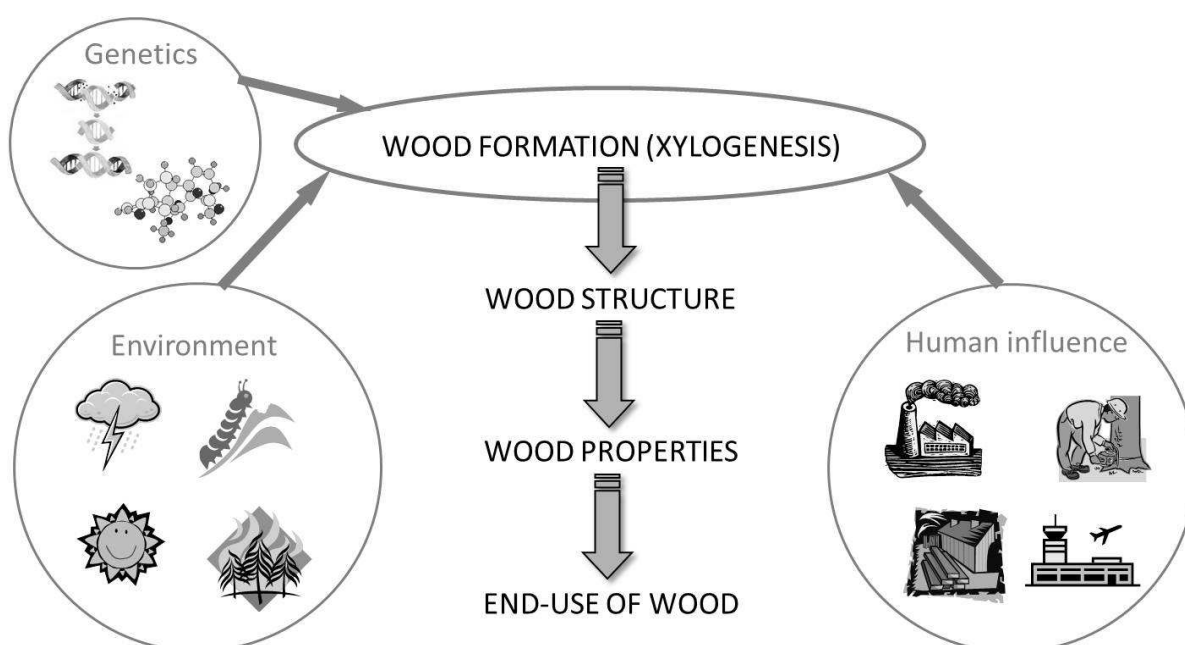 Genetics
WOOD FORMATION (XYLOGENESIS)
WOOD STRUCTURE
Environment
Human influence
WOOD PROPERTIES
END-USE OF WOOD